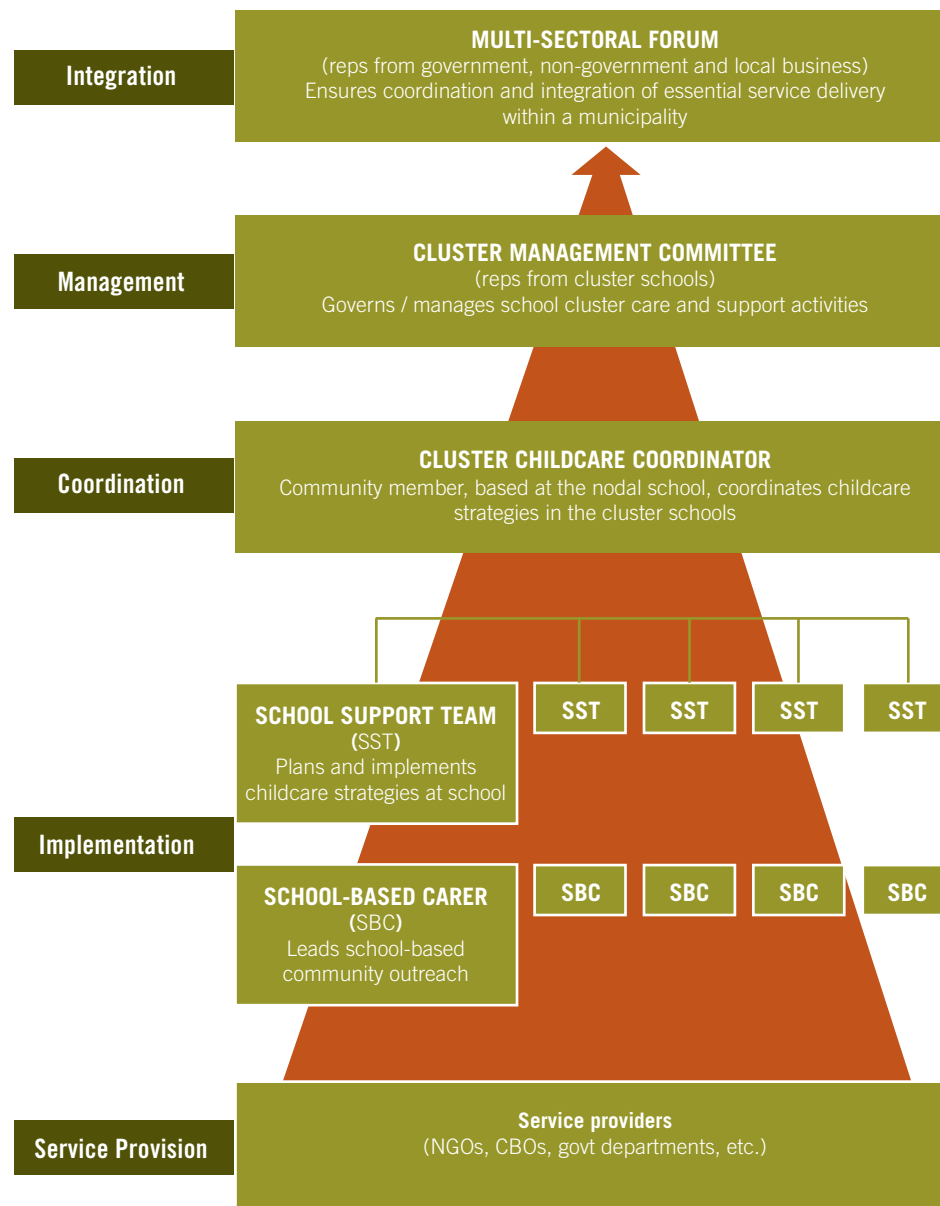 Integration
MULTI-SECTORAL FORUM
(reps from government, non-government and local business)
Ensures coordination and integration of essential service delivery
within a municipality
Management
CLUSTER MANAGEMENT COMMITTEE
(reps from cluster schools)
Governs / manages school cluster care and support activities
Coordination
CLUSTER CHILDCARE COORDINATOR
Community member, based at the nodal school, coordinates childcare
strategies in the cluster schools
Implementation
SCHOOL SUPPORT TEAM
(SST)
Plans and implements
childcare strategies at school
SST
SST
SST
SST
SCHOOL-BASED CARER
(SBC)
Leads school-based
community outreach
SBC
SBC
SBC
SBC
Service Provision
Service providers
(NGOs, CBOs, govt departments, etc.)